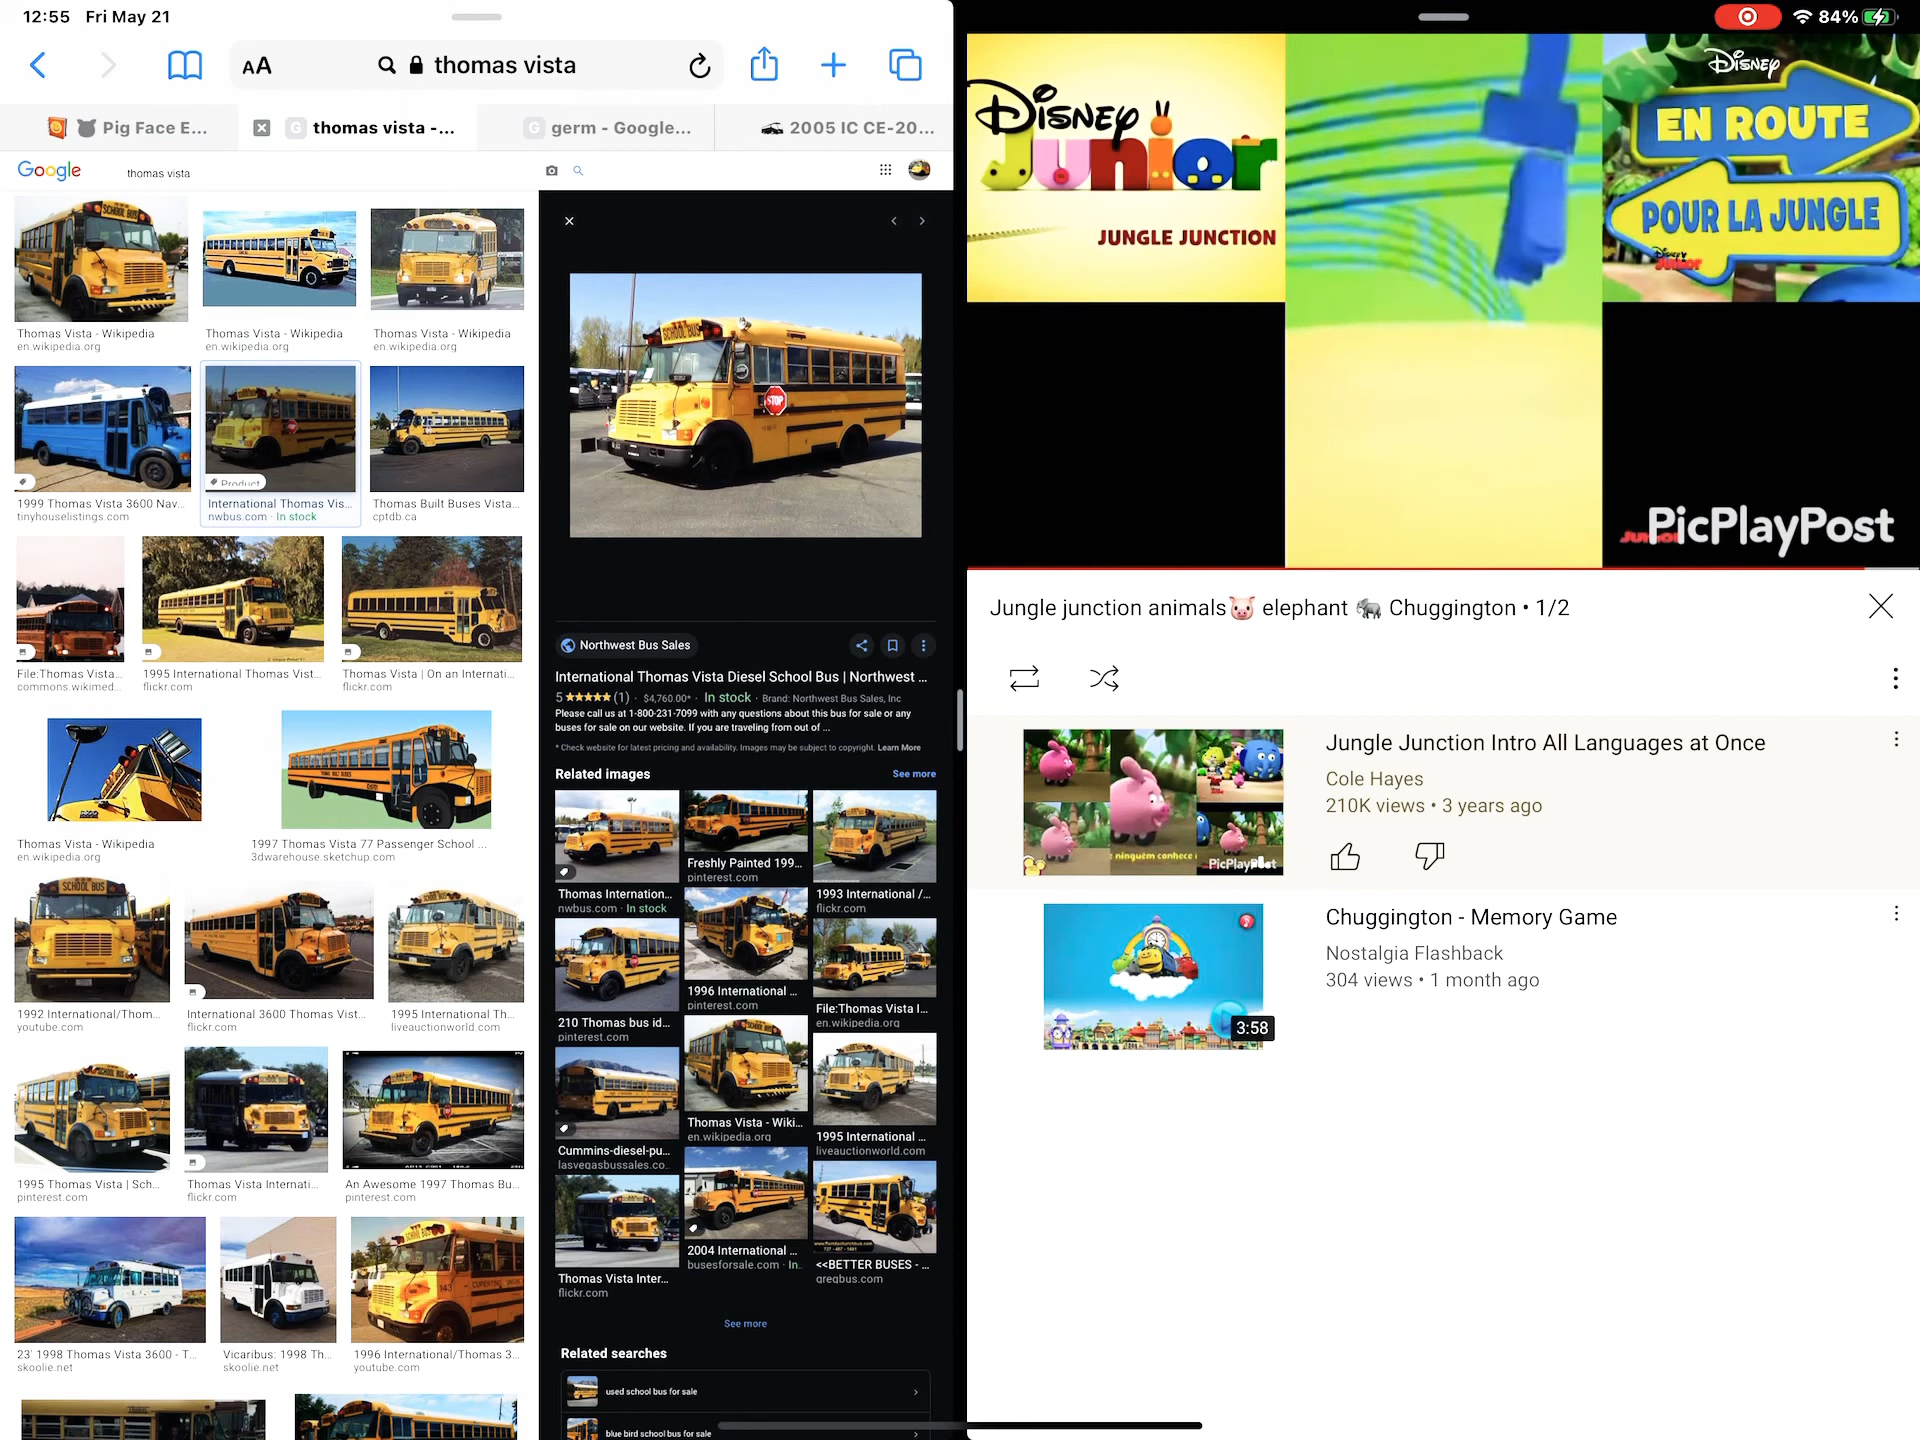 12:55 Fri May 21
84%
AA thomas vista
Pig Face E...
thomas vista -...
germ - Google...
2005 IC CE-20...
Google
thomas vista
Thomas Vista - Wikipedia
en.wikipedia.org
Thomas Vista - Wikipedia
en.wikipedia.org
Thomas Vista - Wikipedia
en.wikipedia.org
1999 Thomas Vista 3600 Nav...
tinyhouselistings.com
Product
International Thomas Vis...
nwbus.com · In stock
Thomas Built Buses Vista...
cptdb.ca
File:Thomas Vista...
commons.wikimed...
1995 International Thomas Vist...
flickr.com
Thomas Vista | On an Internati...
flickr.com
Thomas Vista - Wikipedia
en.wikipedia.org
1997 Thomas Vista 77 Passenger School ...
3dwarehouse.sketchup.com
1992 International/Thom...
youtube.com
International 3600 Thomas Vist...
flickr.com
1995 International Th...
liveauctionworld.com
1995 Thomas Vista | Sch...
pinterest.com
Thomas Vista Internati...
flickr.com
An Awesome 1997 Thomas Bu...
pinterest.com
23' 1998 Thomas Vista 3600 - T...
skoolie.net
Vicaribus: 1998 Th...
skoolie.net
1996 International/Thomas 3...
youtube.com
SCHOOL BUS
STOP
Northwest Bus Sales
International Thomas Vista Diesel School Bus | Northwest ...
5 ★★★★★ (1) · $4,760.00* · In stock · Brand: Northwest Bus Sales, Inc
Please call us at 1-800-231-7099 with any questions about this bus for sale or any
buses for sale on our website. If you are traveling from out of ...
* Check website for latest pricing and availability. Images may be subject to copyright. Learn More
Related images
See more
Thomas Internation...
nwbus.com · In stock
Freshly Painted 199...
pinterest.com
1993 International /...
flickr.com
210 Thomas bus id...
pinterest.com
1996 International ...
pinterest.com
File:Thomas Vista I...
en.wikipedia.org
Cummins-diesel-pu...
lasvegasbussales.co...
Thomas Vista - Wiki...
en.wikipedia.org
1995 International ...
liveauctionworld.com
Thomas Vista Inter...
flickr.com
2004 International ...
busesforsale.com · In...
<<BETTER BUSES - ...
gregbus.com
See more
Related searches
used school bus for sale
blue bird school bus for sale
Disney
Junior
JUNGLE JUNCTION
Disney
EN ROUTE
POUR LA JUNGLE
Disney
Junior
PicPlayPost
Jungle junction animals🐷 elephant 🐘 Chuggington • 1/2
Jungle Junction Intro All Languages at Once
Cole Hayes
210K views • 3 years ago
ninguém conhece
PicPlayPost
Chuggington - Memory Game
Nostalgia Flashback
304 views • 1 month ago
3:58